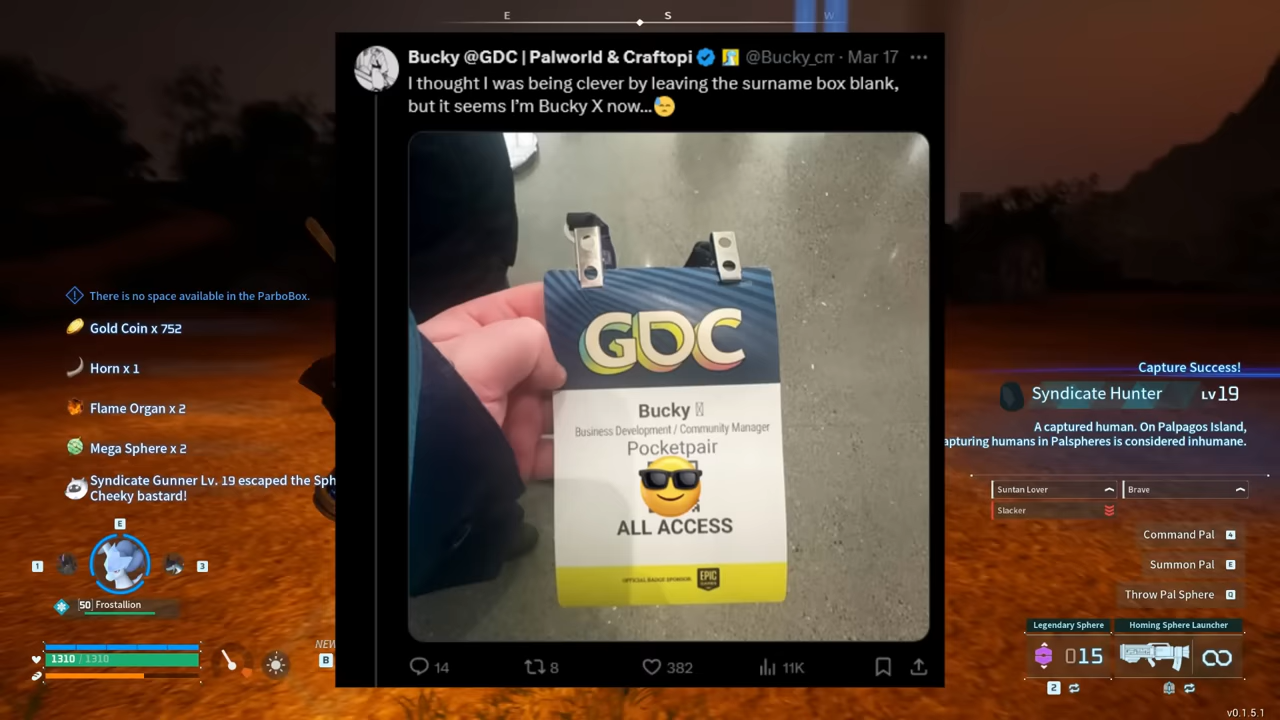 E
S
W
Bucky @GDC | Palworld & Craftopi @Bucky_cm · Mar 17
I thought I was being clever by leaving the surname box blank,
but it seems I'm Bucky X now...
GDC
Bucky
Business Development / Community Manager
Pocketpair
ALL ACCESS
OFFICIAL BADGE SPONSOR
EPIC
GAMES
14
8
382
11K
There is no space available in the ParboBox.
Gold Coin x 752
Horn x 1
Flame Organ x 2
Mega Sphere x 2
Syndicate Gunner Lv. 19 escaped the Sph
Cheeky bastard!
E
1
3
50 Frostallion
1310 / 1310
NEW
B
Capture Success!
Syndicate Hunter LV 19
A captured human. On Palpagos Island,
apturing humans in Palspheres is considered inhumane.
Suntan Lover
Brave
Slacker
Command Pal 4
Summon Pal E
Throw Pal Sphere Q
Legendary Sphere
Homing Sphere Launcher
015
2
v0.1.5.1